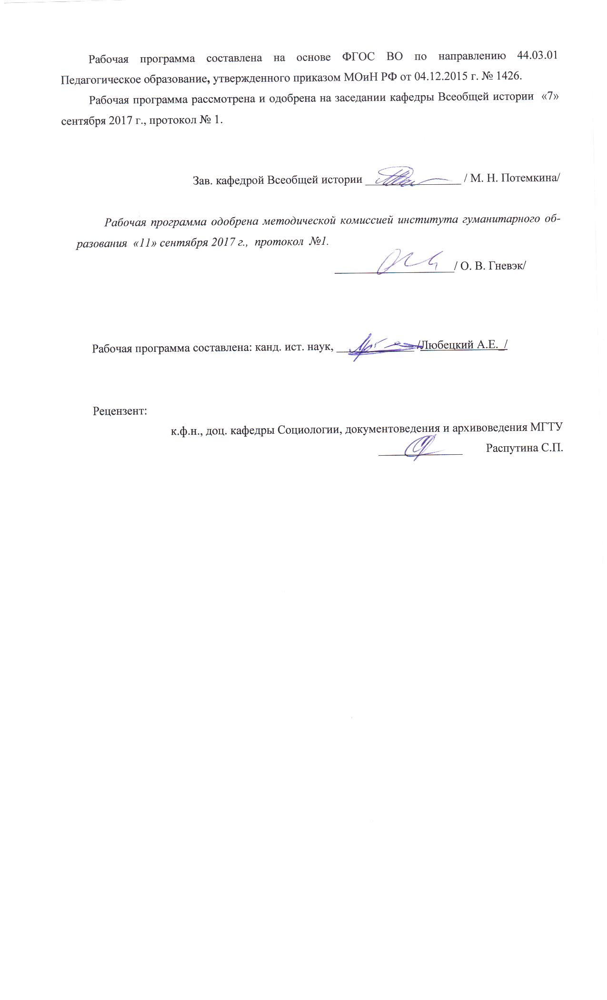 Рабочая программа составлена на основе ФГОС ВО по направлению 44.03.01
Педагогическое образование, утвержденного приказом МОиН РФ от 04.12.2015 г. № 1426.
Рабочая программа рассмотрена и одобрена на заседании кафедры Всеобщей истории «7»
сентября 2017 г., протокол № 1.
Зав. кафедрой Всеобщей истории ________________ / М. Н. Потемкина/
Рабочая программа одобрена методической комиссией института гуманитарного об-
разования «11» сентября 2017 г., протокол №1.
____________________/ О. В. Гневэк/
Рабочая программа составлена: канд. ист. наук, _____________ /Любецкий А.Е._/
Рецензент:
к.ф.н., доц. кафедры Социологии, документоведения и архивоведения МГТУ
______________ Распутина С.П.